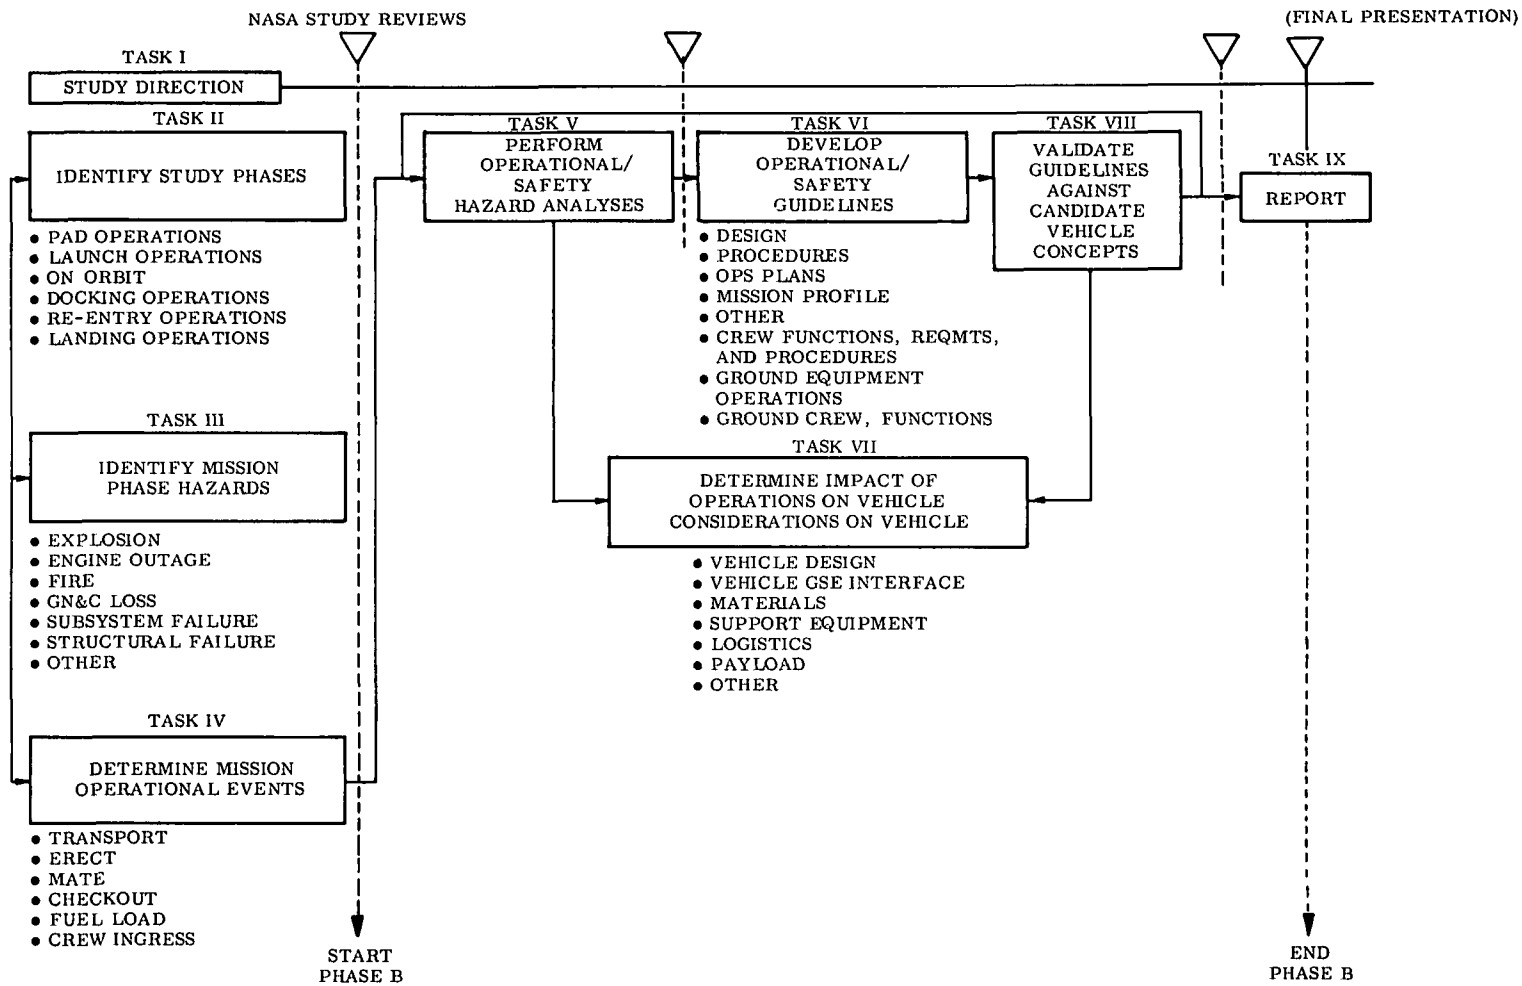 NASA STUDY REVIEWS
(FINAL PRESENTATION)
TASK I
STUDY DIRECTION
TASK II
IDENTIFY STUDY PHASES
• PAD OPERATIONS
• LAUNCH OPERATIONS
• ON ORBIT
• DOCKING OPERATIONS
• RE-ENTRY OPERATIONS
• LANDING OPERATIONS
TASK III
IDENTIFY MISSION
PHASE HAZARDS
• EXPLOSION
• ENGINE OUTAGE
• FIRE
• GN&C LOSS
• SUBSYSTEM FAILURE
• STRUCTURAL FAILURE
• OTHER
TASK IV
DETERMINE MISSION
OPERATIONAL EVENTS
• TRANSPORT
• ERECT
• MATE
• CHECKOUT
• FUEL LOAD
• CREW INGRESS
START
PHASE B
TASK V
PERFORM
OPERATIONAL/
SAFETY
HAZARD ANALYSES
TASK VI
DEVELOP
OPERATIONAL/
SAFETY
GUIDELINES
• DESIGN
• PROCEDURES
• OPS PLANS
• MISSION PROFILE
• OTHER
• CREW FUNCTIONS, REQMTS,
AND PROCEDURES
• GROUND EQUIPMENT
OPERATIONS
• GROUND CREW, FUNCTIONS
TASK VII
DETERMINE IMPACT OF
OPERATIONS ON VEHICLE
CONSIDERATIONS ON VEHICLE
• VEHICLE DESIGN
• VEHICLE GSE INTERFACE
• MATERIALS
• SUPPORT EQUIPMENT
• LOGISTICS
• PAYLOAD
• OTHER
TASK VIII
VALIDATE
GUIDELINES
AGAINST
CANDIDATE
VEHICLE
CONCEPTS
TASK IX
REPORT
END
PHASE B